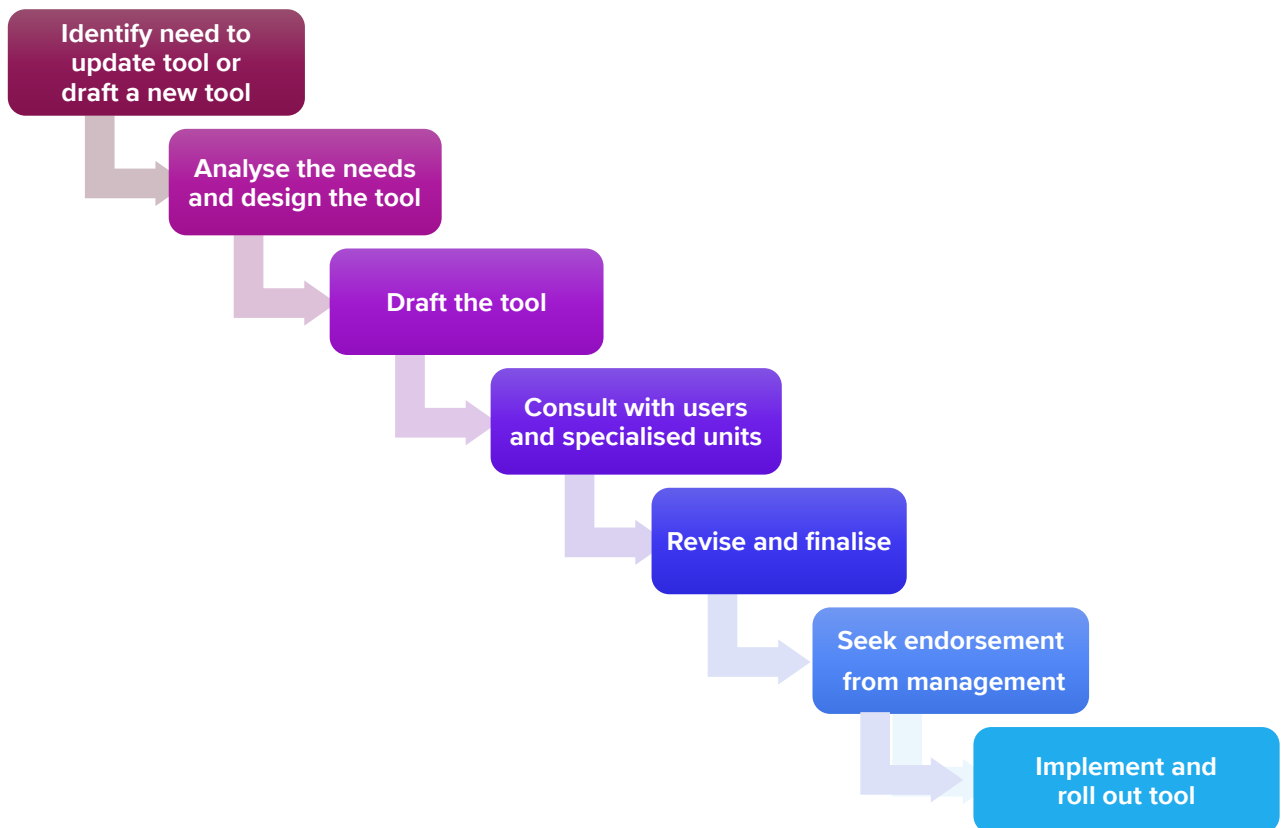 Identify need to
update tool or
draft a new tool
Analyse the needs
and design the tool
Draft the tool
Consult with users
and specialised units
Revise and finalise
Seek endorsement
from management
Implement and
roll out tool